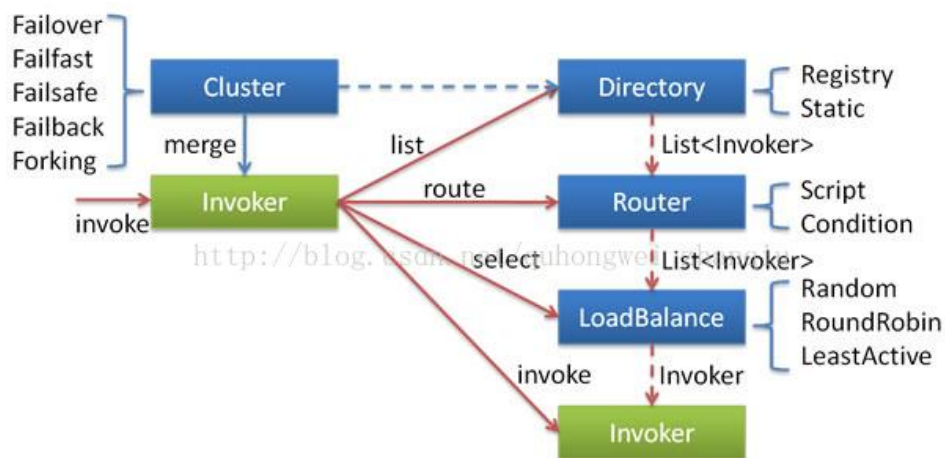 Failover
Failfast
Failsafe
Failback
Forking
Cluster
Directory
Registry
Static
merge
list
List<Invoker>
invoke
Invoker
route
Router
Script
Condition
select
List<Invoker>
LoadBalance
Random
RoundRobin
LeastActive
invoke
Invoker
Invoker